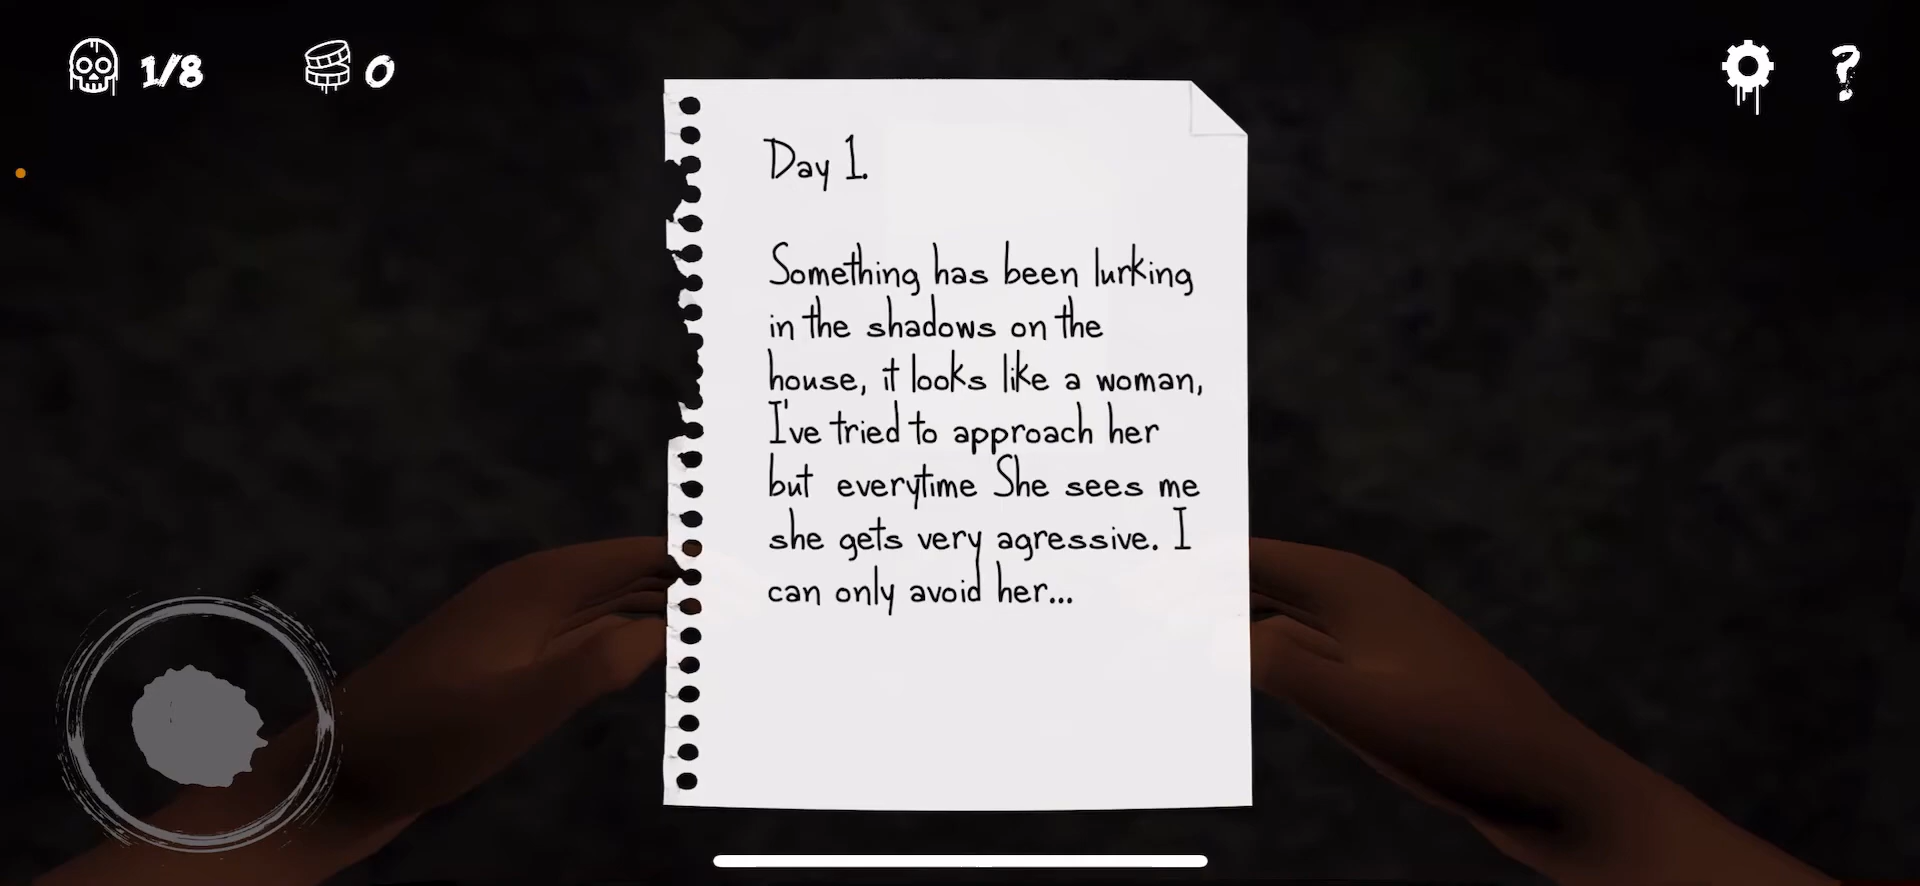 1/8
0
?
Day 1.
Something has been lurking
in the shadows on the
house, it looks like a woman,
I've tried to approach her
but everytime She sees me
she gets very agressive. I
can only avoid her...